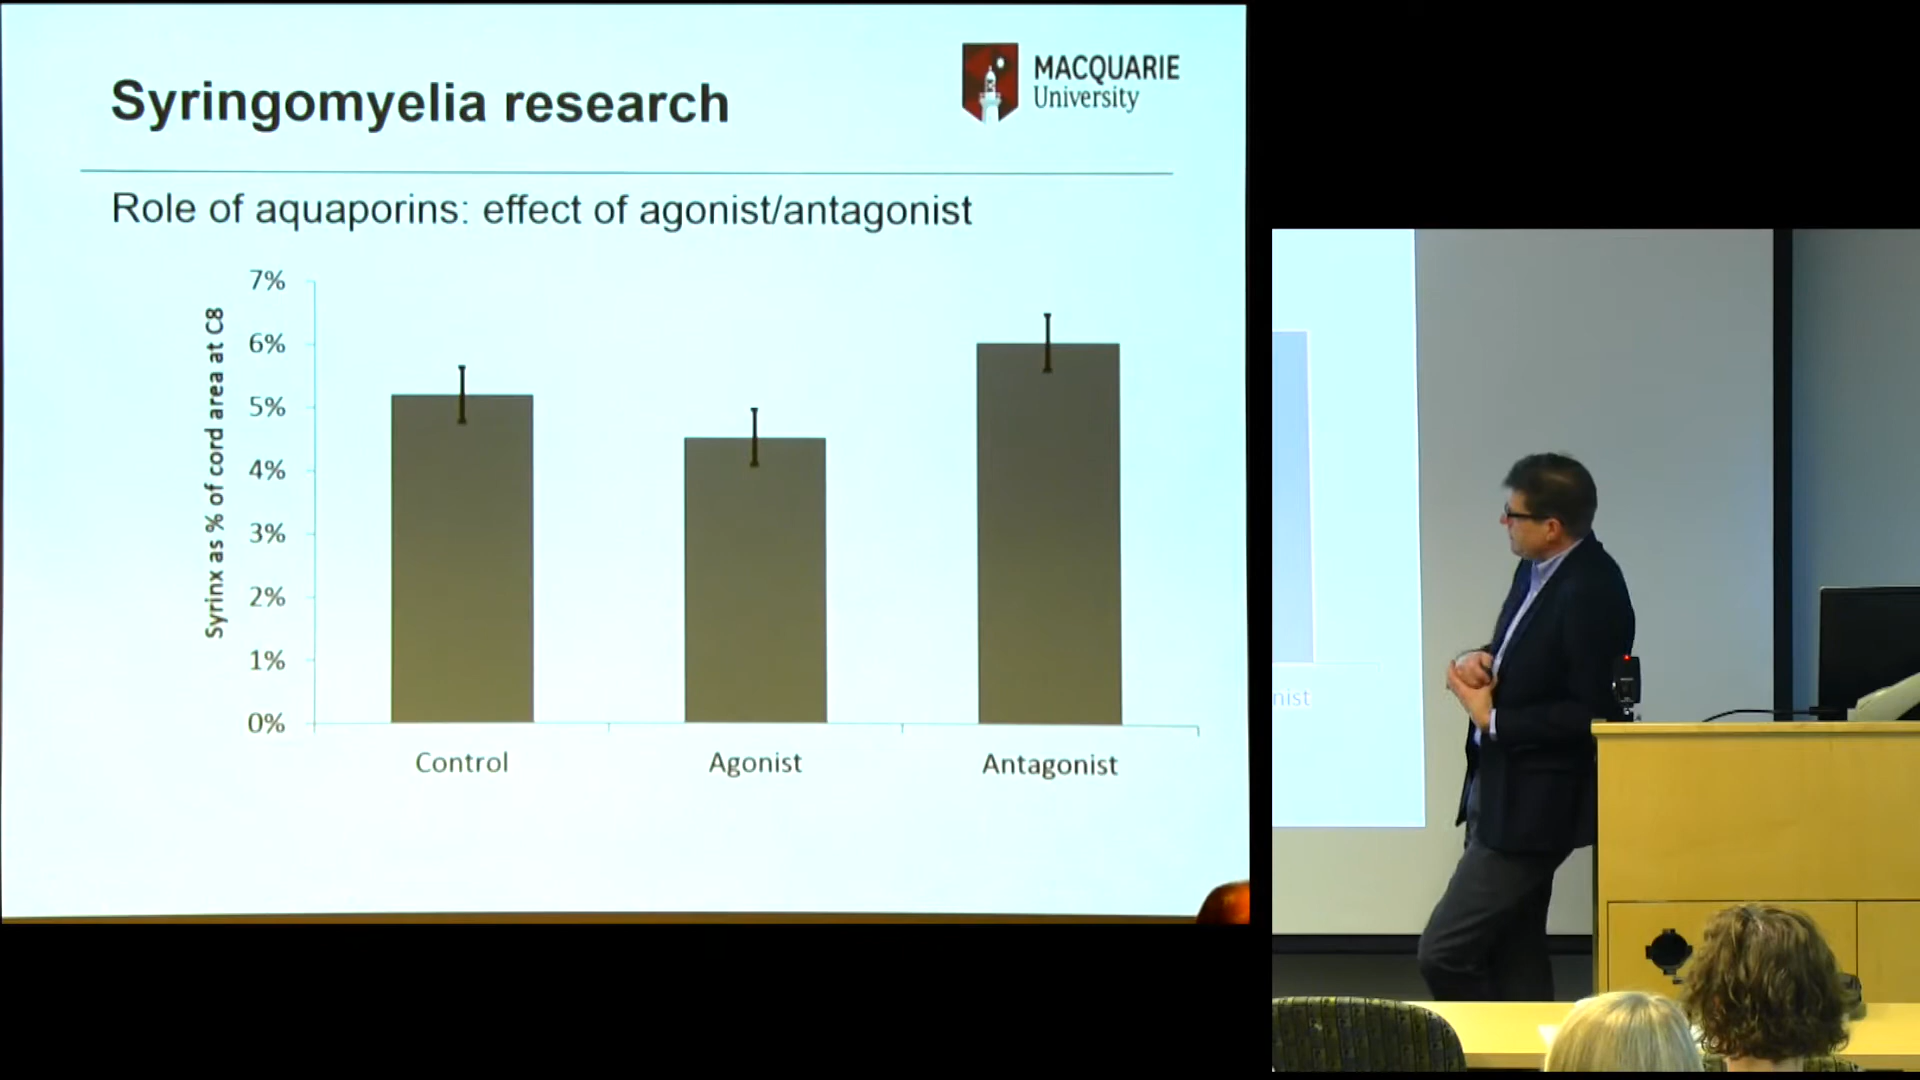 Syringomyelia research
MACQUARIE
University
Role of aquaporins: effect of agonist/antagonist
Syrinx as % of cord area at C8
7%
6%
5%
4%
3%
2%
1%
0%
Control
Agonist
Antagonist
nist